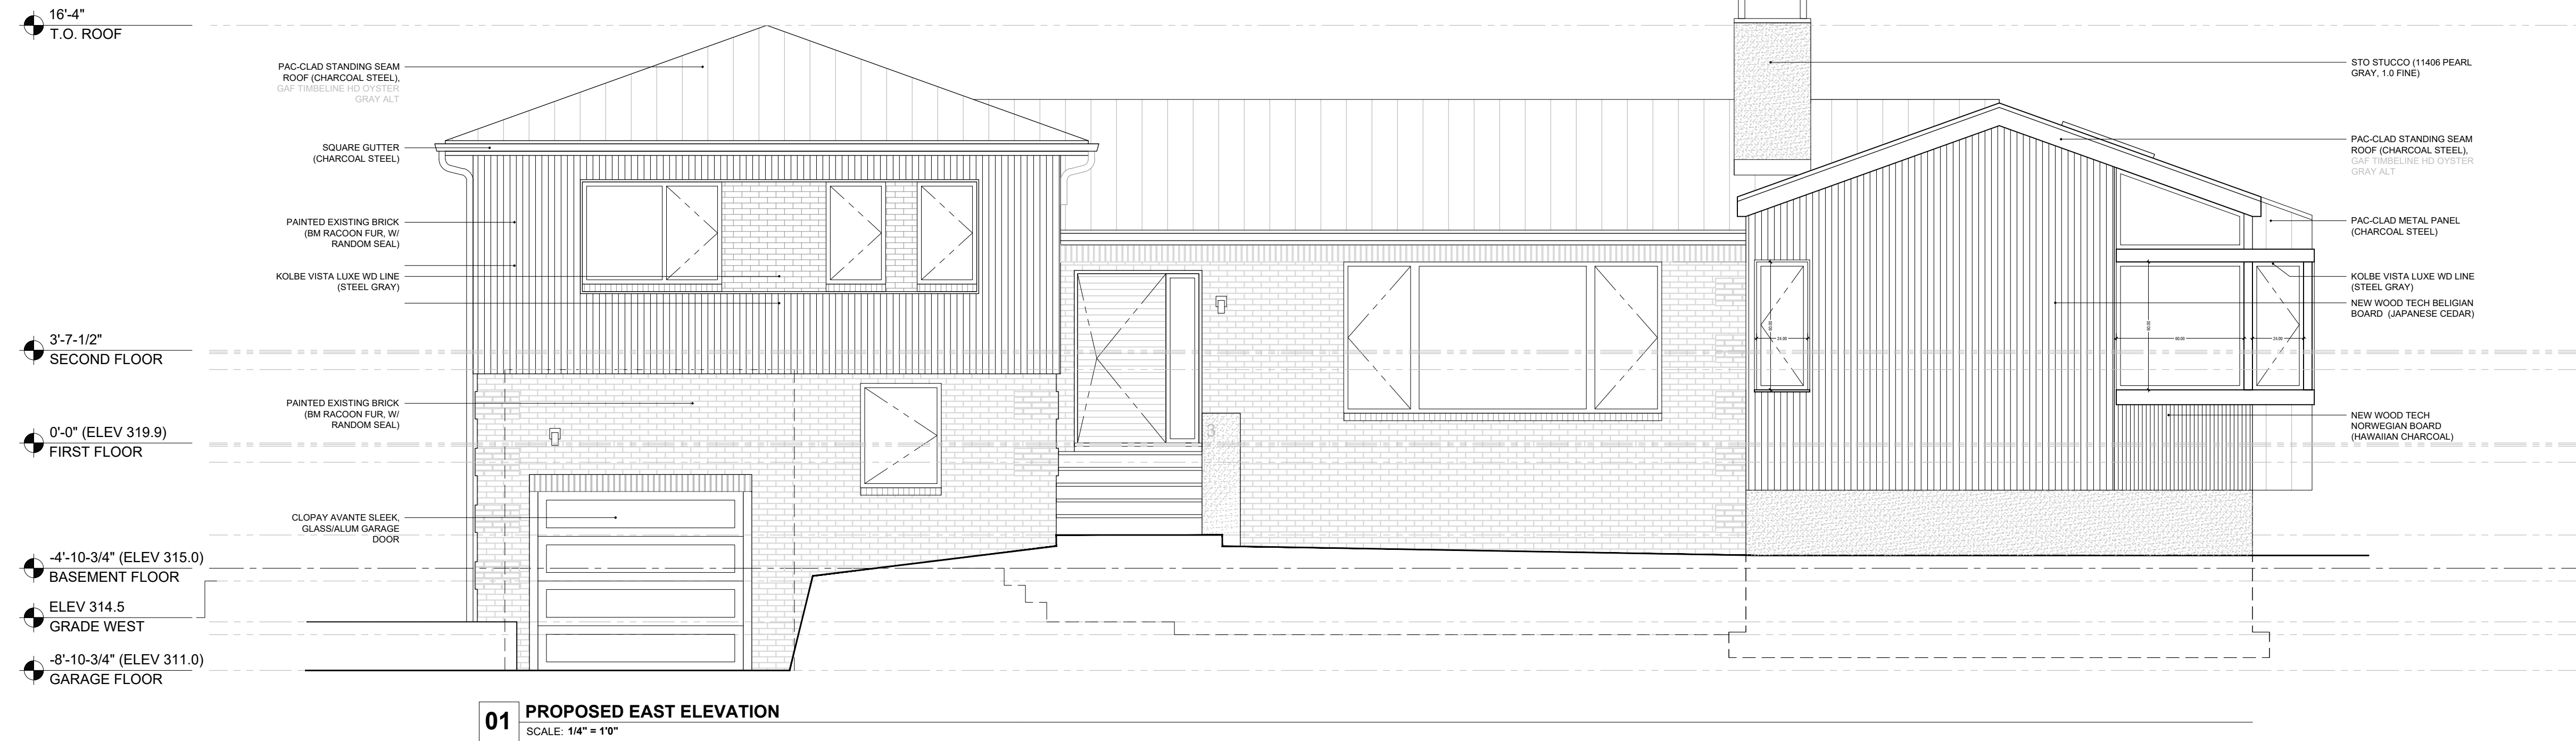 16'-4"
T.O. ROOF
PAC-CLAD STANDING SEAM
ROOF (CHARCOAL STEEL),
GAF TIMBELINE HD OYSTER
GRAY ALT
SQUARE GUTTER
(CHARCOAL STEEL)
PAINTED EXISTING BRICK
(BM RACOON FUR, W/
RANDOM SEAL)
KOLBE VISTA LUXE WD LINE
(STEEL GRAY)
3'-7-1/2"
SECOND FLOOR
PAINTED EXISTING BRICK
(BM RACOON FUR, W/
RANDOM SEAL)
0'-0" (ELEV 319.9)
FIRST FLOOR
CLOPAY AVANTE SLEEK,
GLASS/ALUM GARAGE
DOOR
-4'-10-3/4" (ELEV 315.0)
BASEMENT FLOOR
ELEV 314.5
GRADE WEST
-8'-10-3/4" (ELEV 311.0)
GARAGE FLOOR
3
24.00
60.00
24.00
STO STUCCO (11406 PEARL
GRAY, 1.0 FINE)
PAC-CLAD STANDING SEAM
ROOF (CHARCOAL STEEL),
GAF TIMBELINE HD OYSTER
GRAY ALT
PAC-CLAD METAL PANEL
(CHARCOAL STEEL)
KOLBE VISTA LUXE WD LINE
(STEEL GRAY)
NEW WOOD TECH BELIGIAN
BOARD (JAPANESE CEDAR)
NEW WOOD TECH
NORWEGIAN BOARD
(HAWAIIAN CHARCOAL)
01
PROPOSED EAST ELEVATION
SCALE: 1/4" = 1'0"